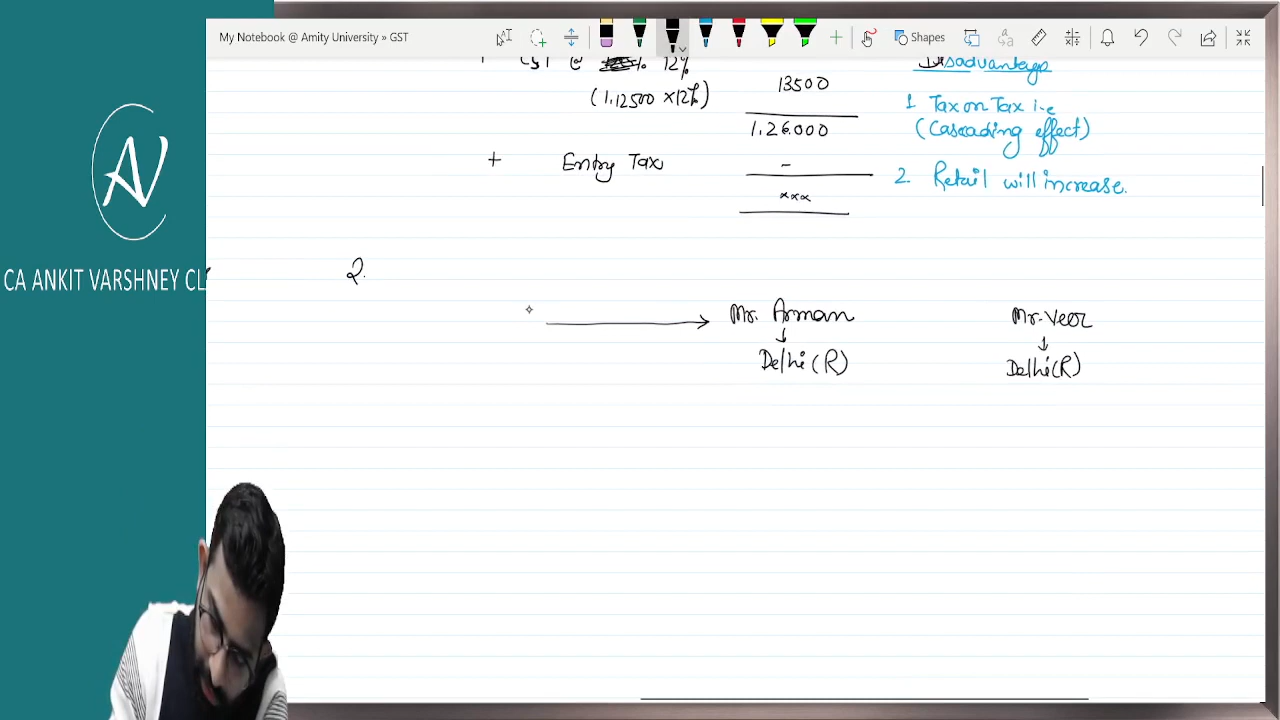 My Notebook @ Amity University » GST
Shapes
+ CST @ % 12% Disadvantage
(1,12500 x 12%) 13500
1 Tax on Tax i.e
1,26000 (Cascading effect)
+ Entry Tax -
2. Retail will increase.
xxx
AV
CA ANKIT VARSHNEY CL
2.
Mr. Arman Mr. Veer
Delhi (R) Delhi (R)